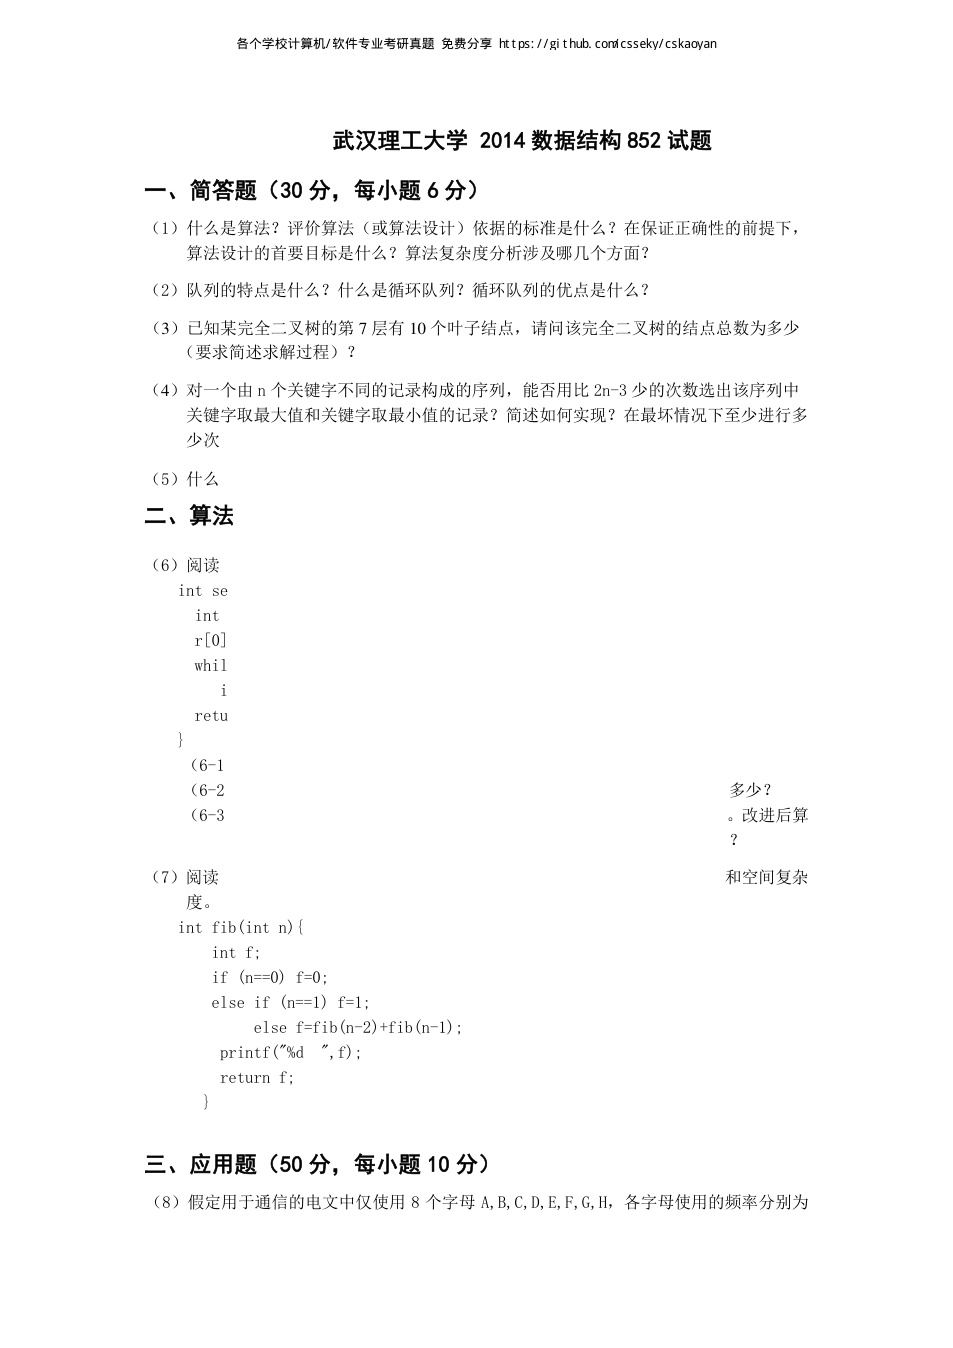 各个学校计算机/软件专业考研真题 免费分享 https://github.com/csseky/cskaoyan
武汉理工大学 2014 数据结构 852 试题
一、简答题（30 分，每小题 6 分）
（1）什么是算法？评价算法（或算法设计）依据的标准是什么？在保证正确性的前提下，
算法设计的首要目标是什么？算法复杂度分析涉及哪几个方面？
（2）队列的特点是什么？什么是循环队列？循环队列的优点是什么？
（3）已知某完全二叉树的第 7 层有 10 个叶子结点，请问该完全二叉树的结点总数为多少
（要求简述求解过程）？
（4）对一个由 n 个关键字不同的记录构成的序列，能否用比 2n-3 少的次数选出该序列中
关键字取最大值和关键字取最小值的记录？简述如何实现？在最坏情况下至少进行多
少次
（5）什么
二、算法
（6）阅读
int se
int
r[0]
whil
i
retu
}
（6-1
（6-2 多少？
（6-3 。改进后算
？
（7）阅读 和空间复杂
度。
int fib(int n){
int f;
if (n==0) f=0;
else if (n==1) f=1;
else f=fib(n-2)+fib(n-1);
printf("%d  ",f);
return f;
}
三、应用题（50 分，每小题 10 分）
（8）假定用于通信的电文中仅使用 8 个字母 A,B,C,D,E,F,G,H，各字母使用的频率分别为